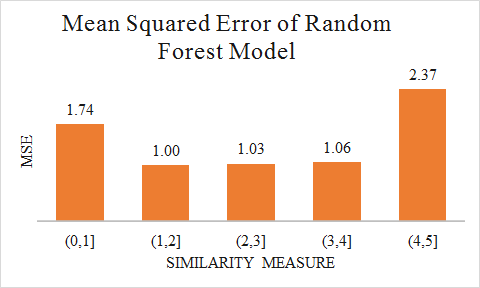 Mean Squared Error of Random
Forest Model
2.37
1.74
1.00
1.03
1.06
MSE
(0,1]
(1,2]
(2,3]
(3,4]
(4,5]
SIMILARITY MEASURE